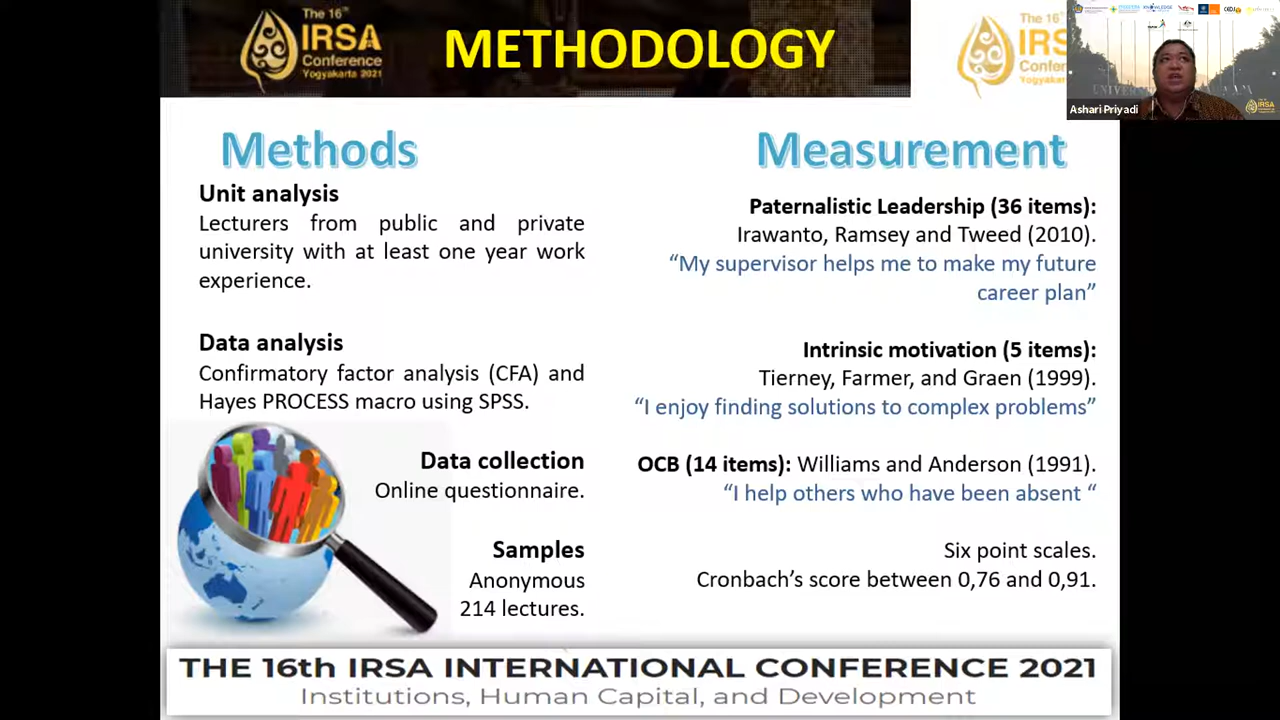 The 16th
IRSA
Conference
Yogyakarta 2021
METHODOLOGY
The 16
IRS
Confe
Yogyaka
Ashari Priyadi
IRSA
Methods
Unit analysis
Lecturers from public and private
university with at least one year work
experience.
Data analysis
Confirmatory factor analysis (CFA) and
Hayes PROCESS macro using SPSS.
Data collection
Online questionnaire.
Samples
Anonymous
214 lectures.
Measurement
Paternalistic Leadership (36 items):
Irawanto, Ramsey and Tweed (2010).
“My supervisor helps me to make my future
career plan”
Intrinsic motivation (5 items):
Tierney, Farmer, and Graen (1999).
“I enjoy finding solutions to complex problems”
OCB (14 items): Williams and Anderson (1991).
“I help others who have been absent “
Six point scales.
Cronbach’s score between 0,76 and 0,91.
THE 16th IRSA INTERNATIONAL CONFERENCE 2021
Institutions, Human Capital, and Development